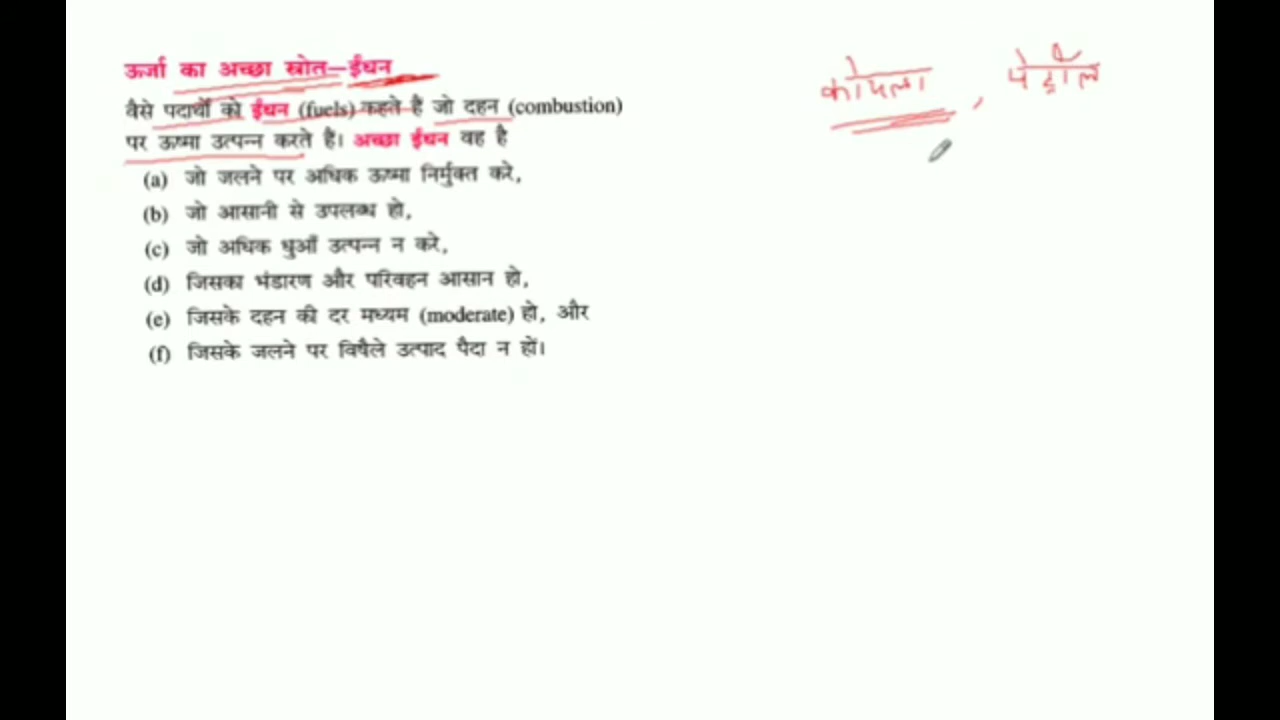 ऊर्जा का अच्छा स्रोत—ईंधन
वैसे पदार्थों को ईंधन (fuels) कहते हैं जो दहन (combustion)
पर ऊष्मा उत्पन्न करते हैं। अच्छा ईंधन वह है
(a) जो जलने पर अधिक ऊष्मा निर्मुक्त करे,
(b) जो आसानी से उपलब्ध हो,
(c) जो अधिक धुआँ उत्पन्न न करे,
(d) जिसका भंडारण और परिवहन आसान हो,
(e) जिसके दहन की दर मध्यम (moderate) हो, और
(f) जिसके जलने पर विषैले उत्पाद पैदा न हों।
कोयला, पेट्रोल